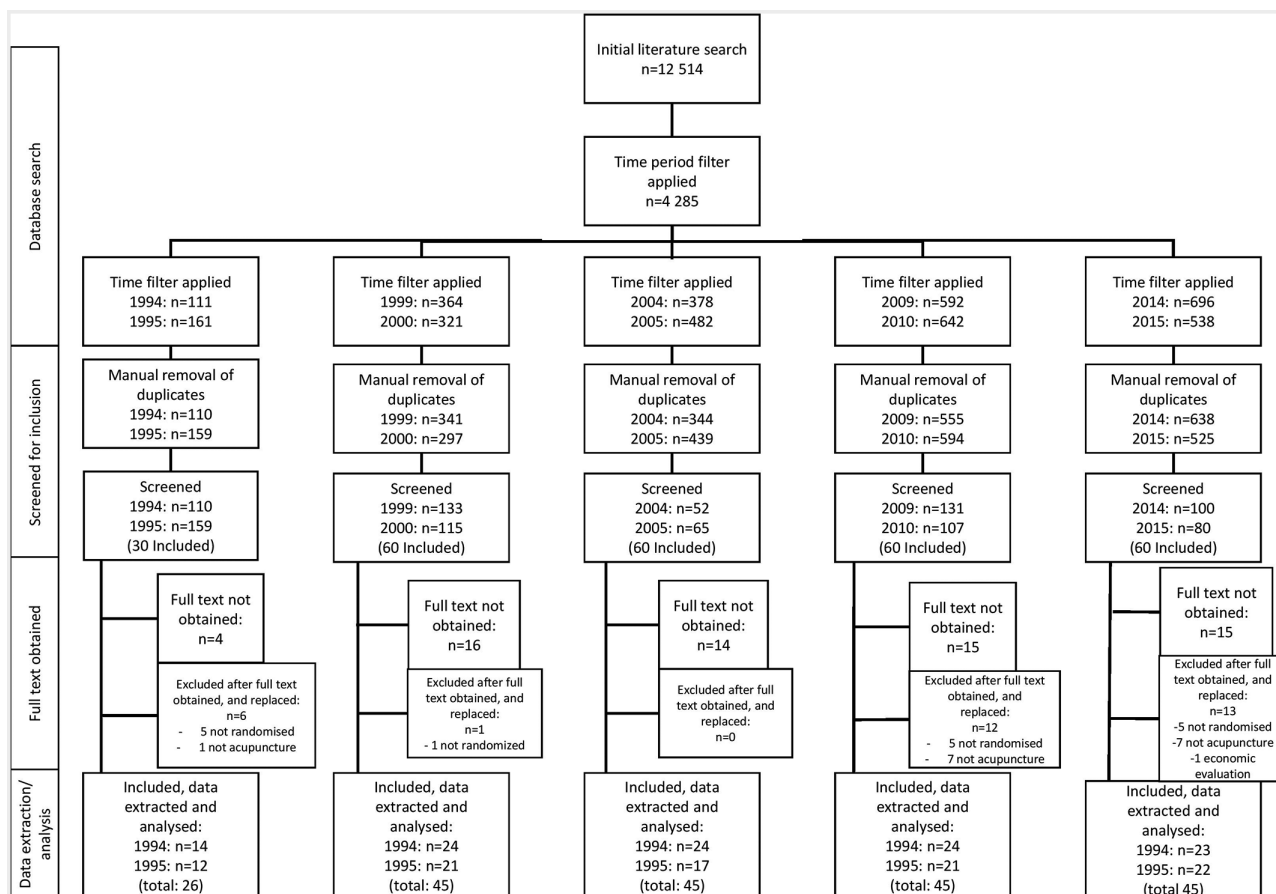 Initial literature search
n=12 514
Time period filter
applied
n=4 285
Database search
Time filter applied
1994: n=111
1995: n=161
Time filter applied
1999: n=364
2000: n=321
Time filter applied
2004: n=378
2005: n=482
Time filter applied
2009: n=592
2010: n=642
Time filter applied
2014: n=696
2015: n=538
Screened for inclusion
Manual removal of
duplicates
1994: n=110
1995: n=159
Manual removal of
duplicates
1999: n=341
2000: n=297
Manual removal of
duplicates
2004: n=344
2005: n=439
Manual removal of
duplicates
2009: n=555
2010: n=594
Manual removal of
duplicates
2014: n=638
2015: n=525
Screened
1994: n=110
1995: n=159
(30 Included)
Screened
1999: n=133
2000: n=115
(60 Included)
Screened
2004: n=52
2005: n=65
(60 Included)
Screened
2009: n=131
2010: n=107
(60 Included)
Screened
2014: n=100
2015: n=80
(60 Included)
Full text obtained
Full text not
obtained:
n=4
Full text not
obtained:
n=16
Full text not
obtained:
n=14
Full text not
obtained:
n=15
Full text not
obtained:
n=15
Excluded after full text
obtained, and replaced:
n=6
- 5 not randomised
- 1 not acupuncture
Excluded after full
text obtained, and
replaced:
n=1
- 1 not randomized
Excluded after full
text obtained, and
replaced:
n=0
Excluded after full text
obtained, and
replaced:
n=12
- 5 not randomised
- 7 not acupuncture
Excluded after full
text obtained, and
replaced:
n=13
-5 not randomised
-7 not acupuncture
-1 economic
evaluation
Data extraction/
analysis
Included, data
extracted and
analysed:
1994: n=14
1995: n=12
(total: 26)
Included, data
extracted and
analysed:
1994: n=24
1995: n=21
(total: 45)
Included, data
extracted and
analysed:
1994: n=24
1995: n=17
(total: 45)
Included, data
extracted and
analysed:
1994: n=24
1995: n=21
(total: 45)
Included, data
extracted and
analysed:
1994: n=23
1995: n=22
(total 45)